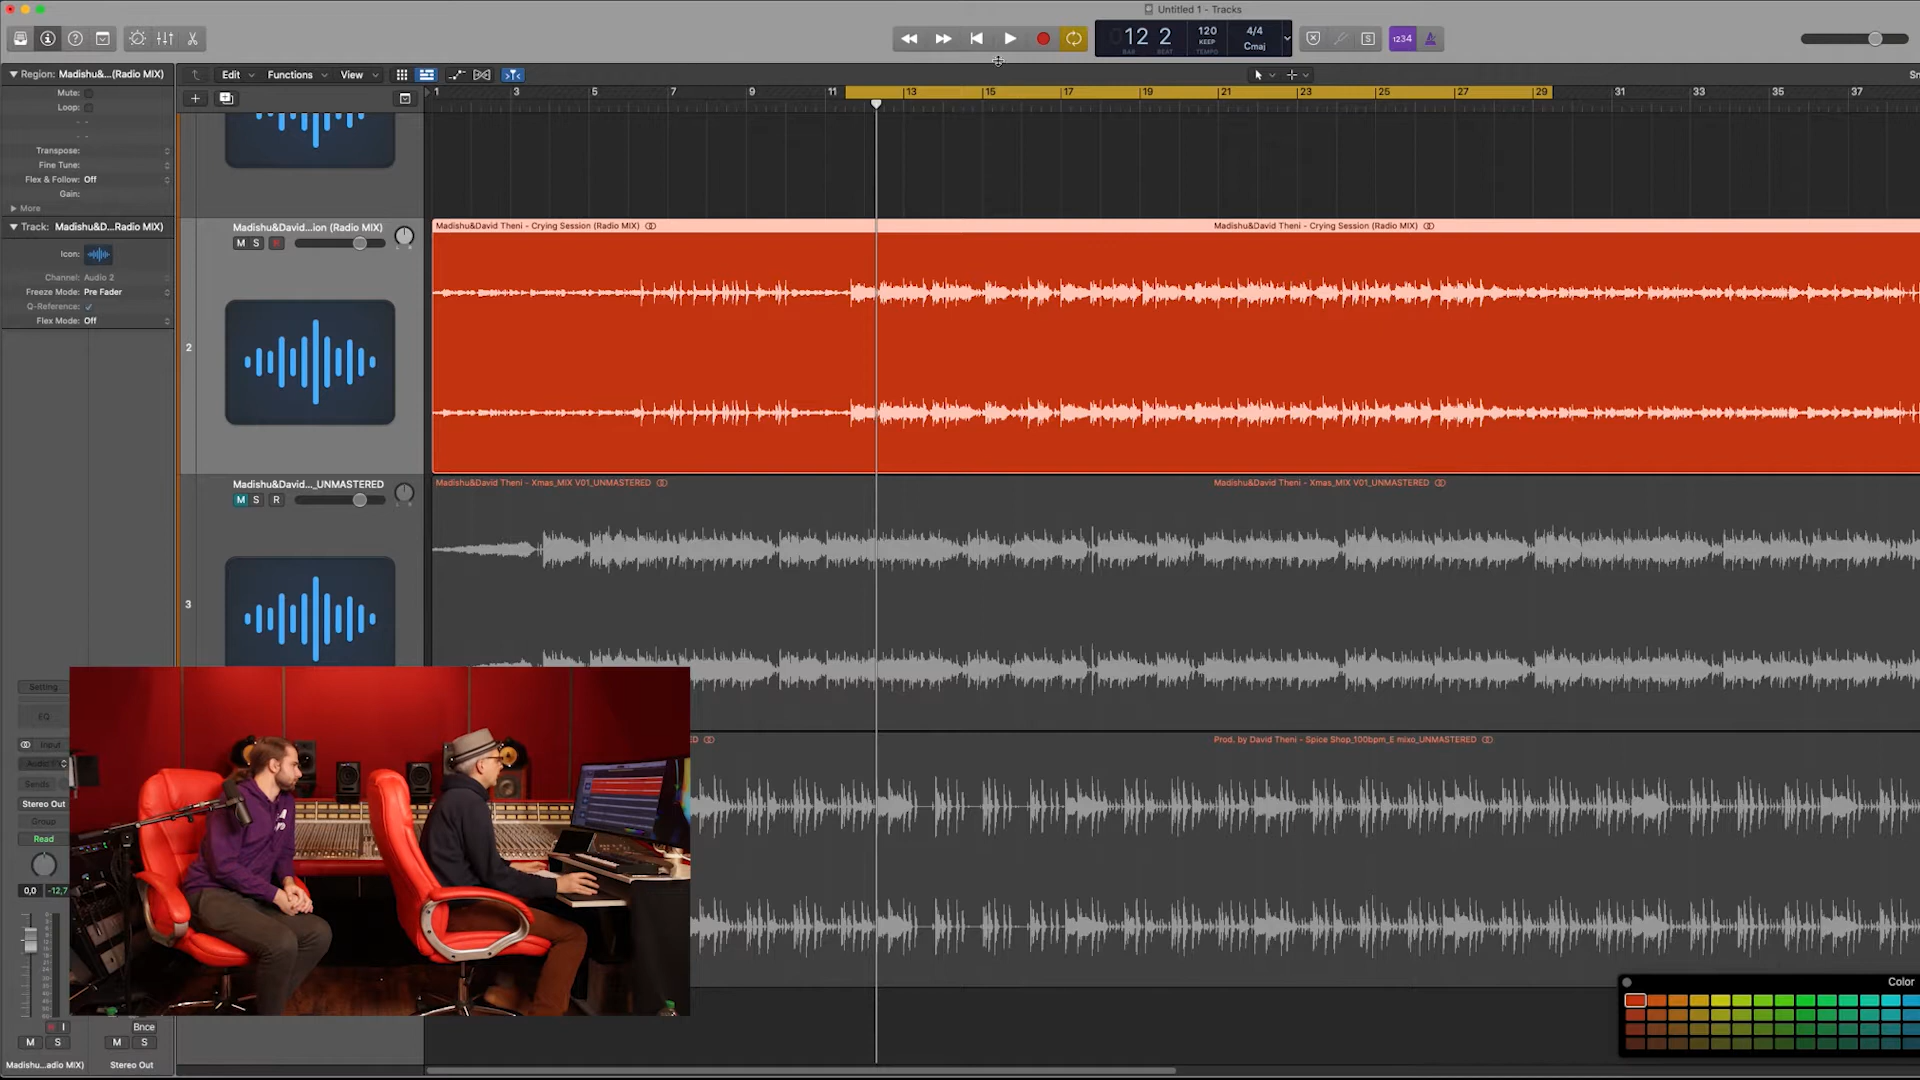 Untitled 1 - Tracks
12 2
BAR BEAT
120
KEEP
TEMPO
4/4
Cmaj
S
1234
Region: Madishu&...(Radio MIX)
Edit
Functions
View
Mute:
Loop:
1 3 5 7 9 11 13 15 17 19 21 23 25 27 29 31 33 35 37
Transpose:
Fine Tune:
Flex & Follow: Off
Gain:
More
Track: Madishu&D...Radio MIX)
Icon:
Channel: Audio 2
Freeze Mode: Pre Fader
Q-Reference:
Flex Mode: Off
Madishu&David...ion (Radio MIX)
M S R
2
Madishu&David Theni - Crying Session (Radio MIX)
Madishu&David Theni - Crying Session (Radio MIX)
Madishu&David..._UNMASTERED
M S R
3
Madishu&David Theni - Xmas_MIX V01_UNMASTERED
Madishu&David Theni - Xmas_MIX V01_UNMASTERED
Prod. by David Theni - Spice Shop_100bpm_E mixo_UNMASTERED
Setting
EQ
Input
Sends
Stereo Out
Group
Read
0,0 -12,7
R I
Bnce
M S
M S
Madishu...adio MIX)
Stereo Out
Color